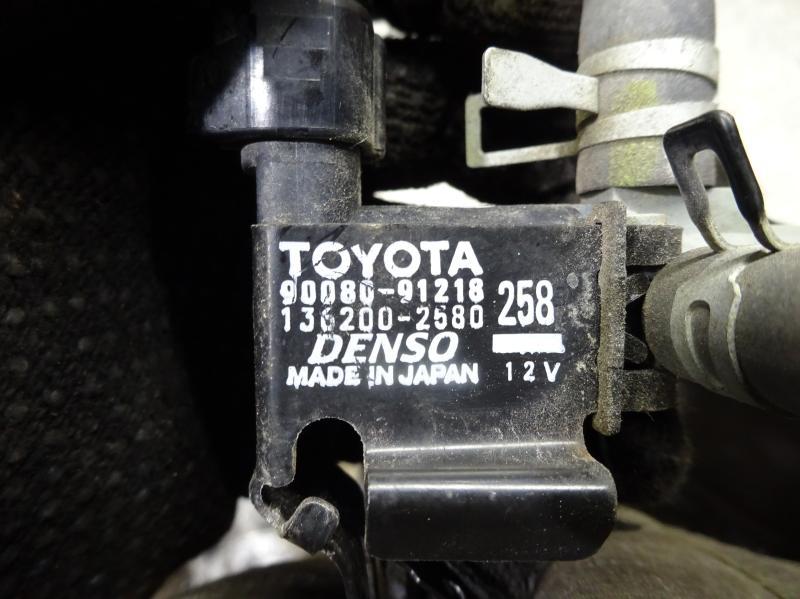 TOYOTA
90080-91218
136200-2580
258
DENSO
MADE IN JAPAN
12V